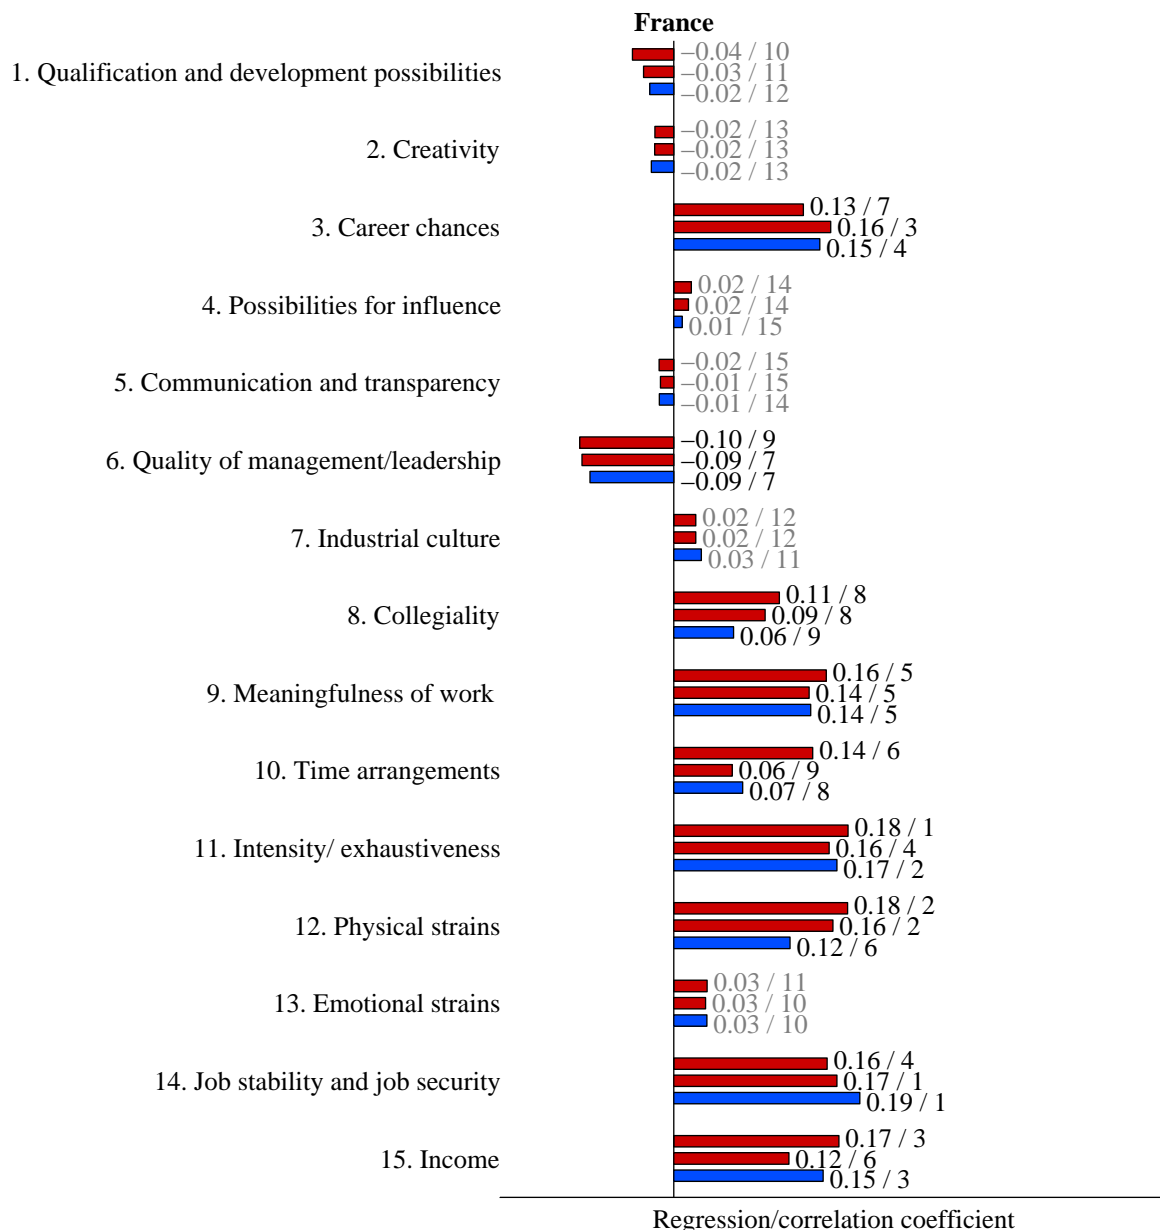 France
1. Qualification and development possibilities
–0.04 / 10
–0.03 / 11
–0.02 / 12
2. Creativity
–0.02 / 13
–0.02 / 13
–0.02 / 13
3. Career chances
0.13 / 7
0.16 / 3
0.15 / 4
4. Possibilities for influence
0.02 / 14
0.02 / 14
0.01 / 15
5. Communication and transparency
–0.02 / 15
–0.01 / 15
–0.01 / 14
6. Quality of management/leadership
–0.10 / 9
–0.09 / 7
–0.09 / 7
7. Industrial culture
0.02 / 12
0.02 / 12
0.03 / 11
8. Collegiality
0.11 / 8
0.09 / 8
0.06 / 9
9. Meaningfulness of work
0.16 / 5
0.14 / 5
0.14 / 5
10. Time arrangements
0.14 / 6
0.06 / 9
0.07 / 8
11. Intensity/ exhaustiveness
0.18 / 1
0.16 / 4
0.17 / 2
12. Physical strains
0.18 / 2
0.16 / 2
0.12 / 6
13. Emotional strains
0.03 / 11
0.03 / 10
0.03 / 10
14. Job stability and job security
0.16 / 4
0.17 / 1
0.19 / 1
15. Income
0.17 / 3
0.12 / 6
0.15 / 3
Regression/correlation coefficient